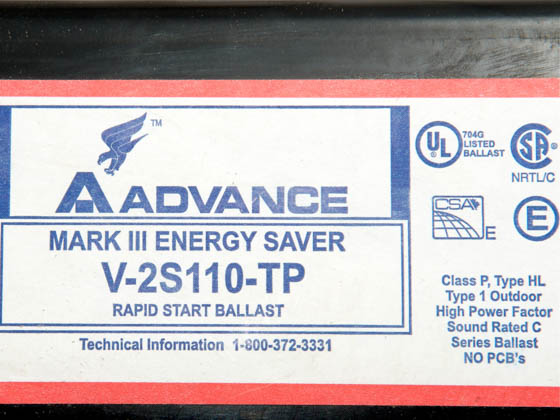 TM
ADVANCE
MARK III ENERGY SAVER
V-2S110-TP
RAPID START BALLAST
Technical Information 1-800-372-3331
UL
704G
LISTED
BALLAST
SA
NRTL/C
CSA
E
E
Class P, Type HL
Type 1 Outdoor
High Power Factor
Sound Rated C
Series Ballast
NO PCB's